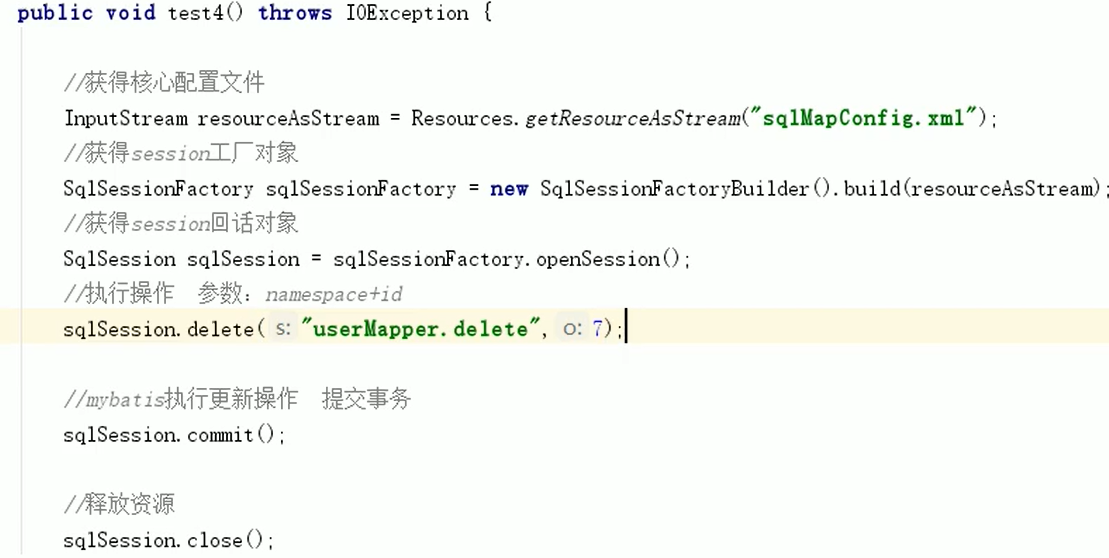 public void test4() throws IOException {
//获得核心配置文件
InputStream resourceAsStream = Resources.getResourceAsStream("sqlMapConfig.xml");
//获得session工厂对象
SqlSessionFactory sqlSessionFactory = new SqlSessionFactoryBuilder().build(resourceAsStream);
//获得session回话对象
SqlSession sqlSession = sqlSessionFactory.openSession();
//执行操作  参数：namespace+id
sqlSession.delete( s: "userMapper.delete", o: 7);
//mybatis执行更新操作  提交事务
sqlSession.commit();
//释放资源
sqlSession.close();